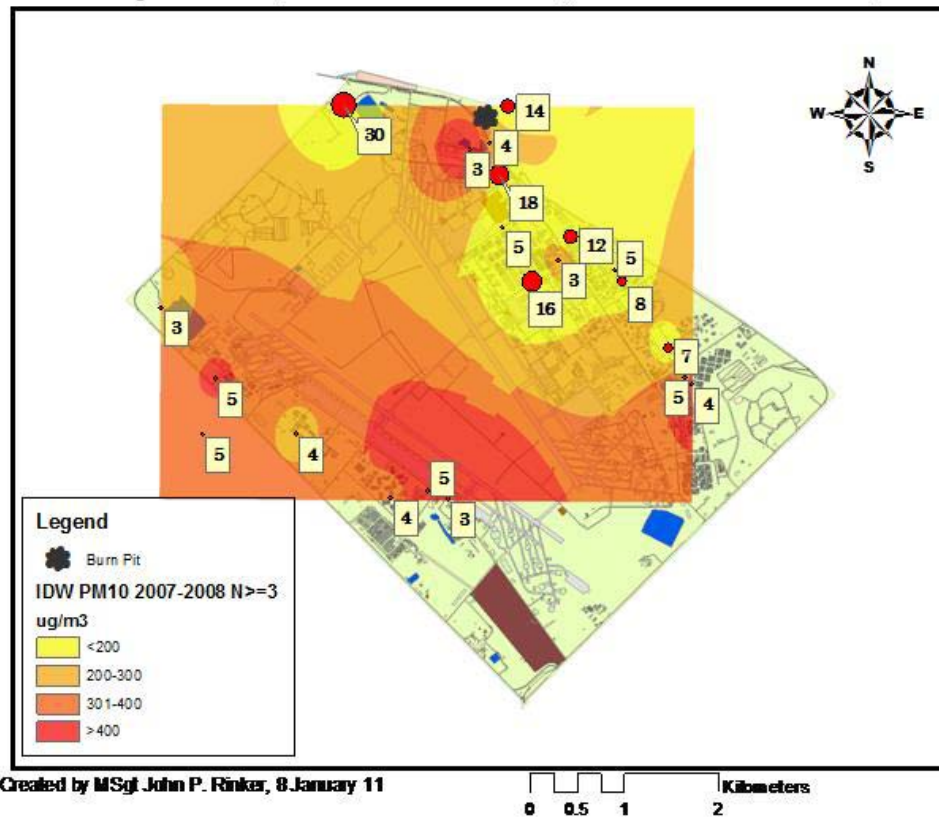 N
W E
S
30
14
4
3
18
5
12
5
3
8
16
3
7
5
5
4
5
4
5
4
3
Legend
Burn Pit
IDW PM10 2007-2008 N>=3
ug/m3
<200
200-300
301-400
>400
Created by MSgt John P. Rinker, 8 January 11
Kilometers
0 0.5 1 2